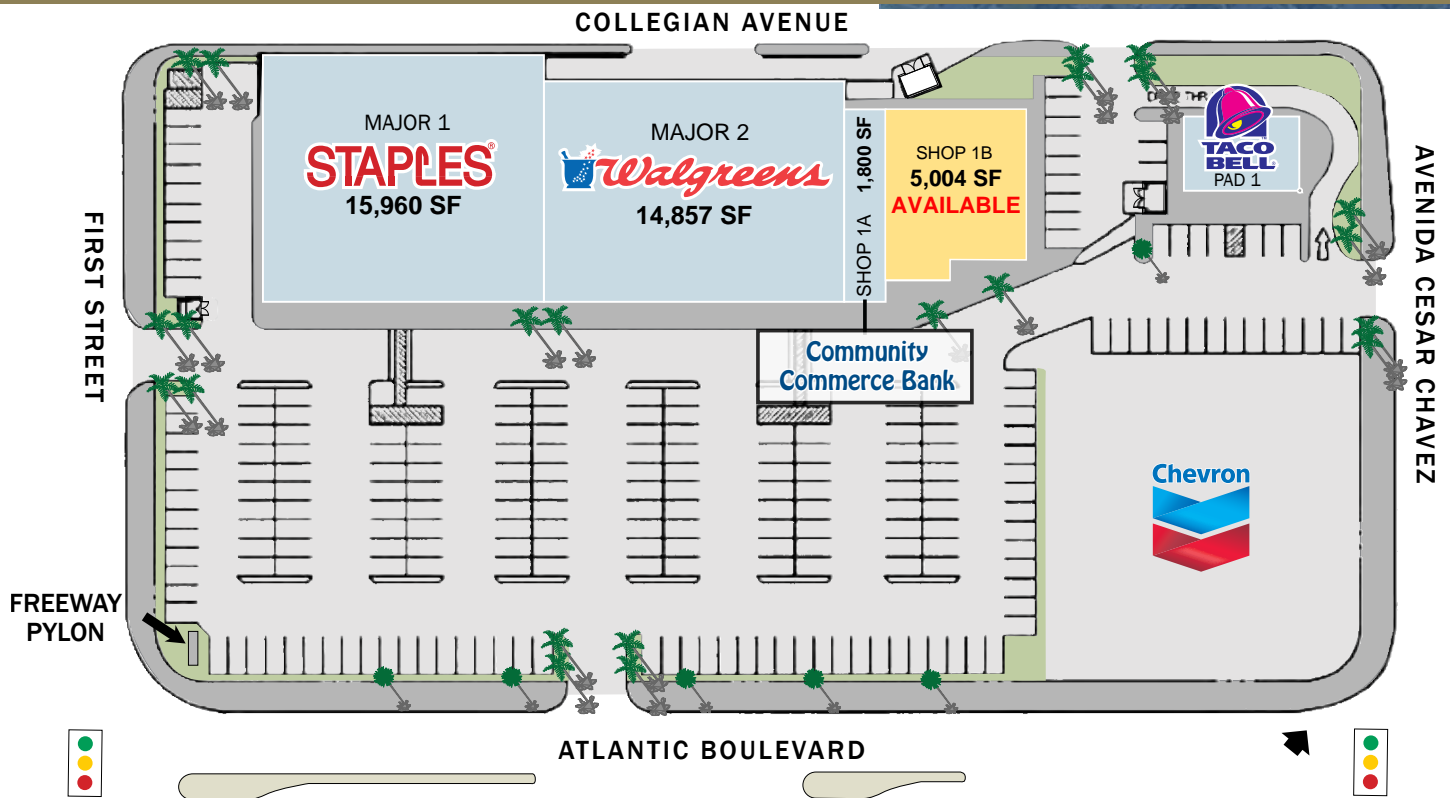 COLLEGIAN AVENUE
MAJOR 1
STAPLES®
15,960 SF
MAJOR 2
Walgreens
14,857 SF
SHOP 1A 1,800 SF
SHOP 1B
5,004 SF
AVAILABLE
THR
TACO
BELL
PAD 1
FIRST STREET
AVENIDA CESAR CHAVEZ
Community
Commerce Bank
Chevron
FREEWAY
PYLON
ATLANTIC BOULEVARD